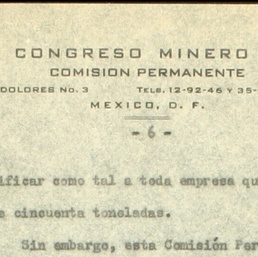 CONGRESO MINERO
COMISION PERMANENTE
DOLORES No. 3 TELS. 12-92-46 Y 35-
MEXICO, D. F.
- 6 -
ificar como tal a toda empresa qu
e cincuenta toneladas.
Sin embargo, esta Comisión Per